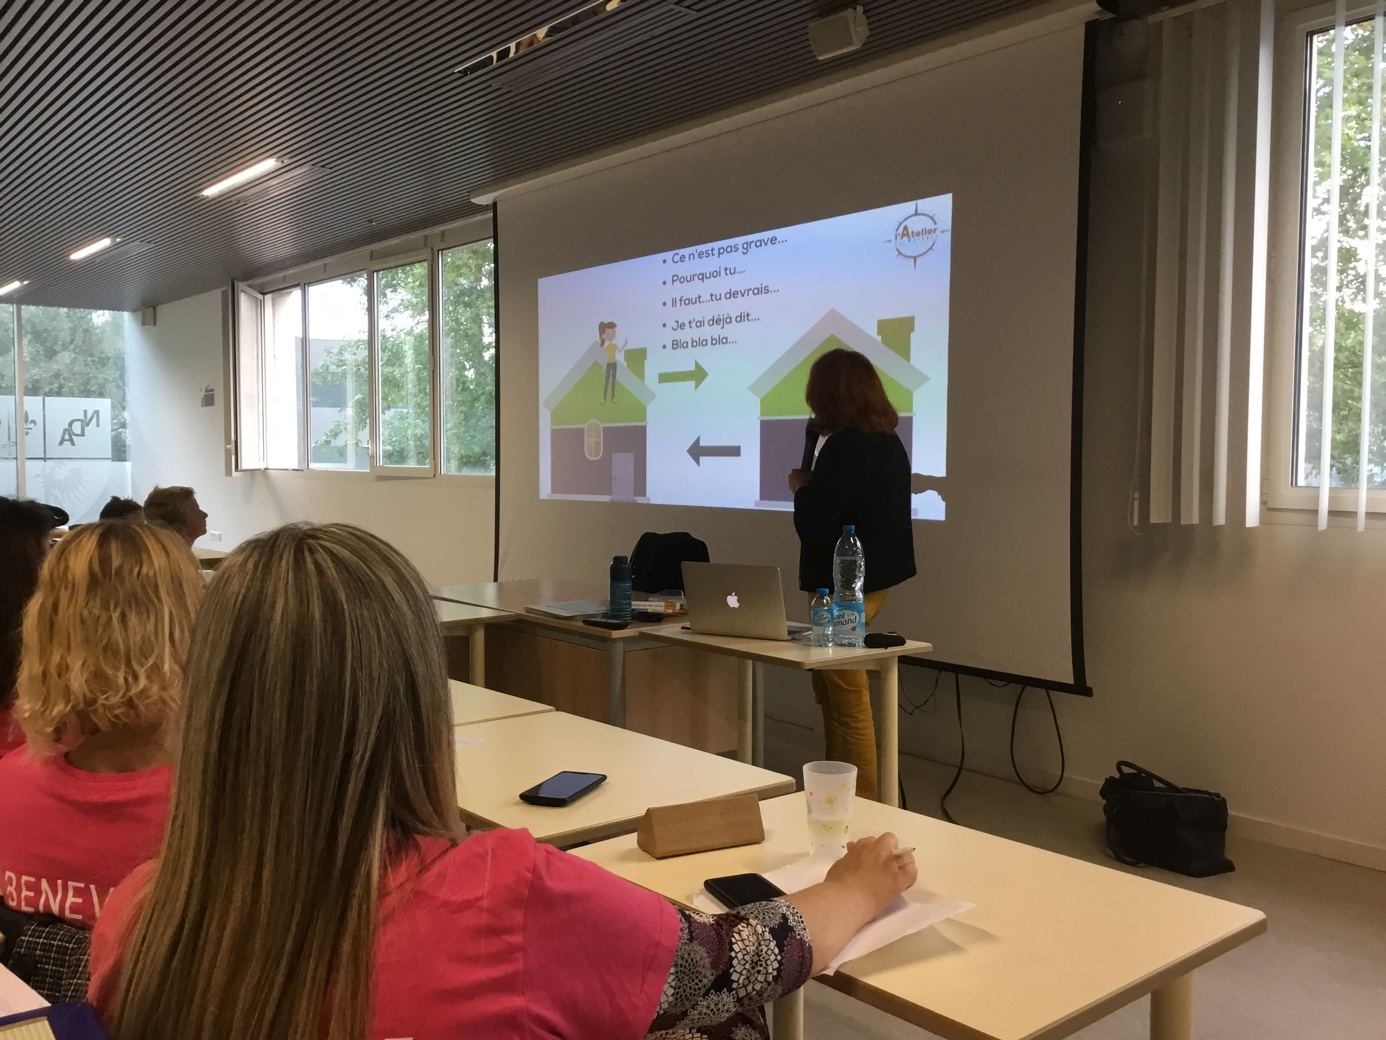 Ce n'est pas grave...
Pourquoi tu...
Il faut...tu devrais...
Je t'ai déjà dit...
Bla bla bla...
l'Atelier
NDA
BENEV